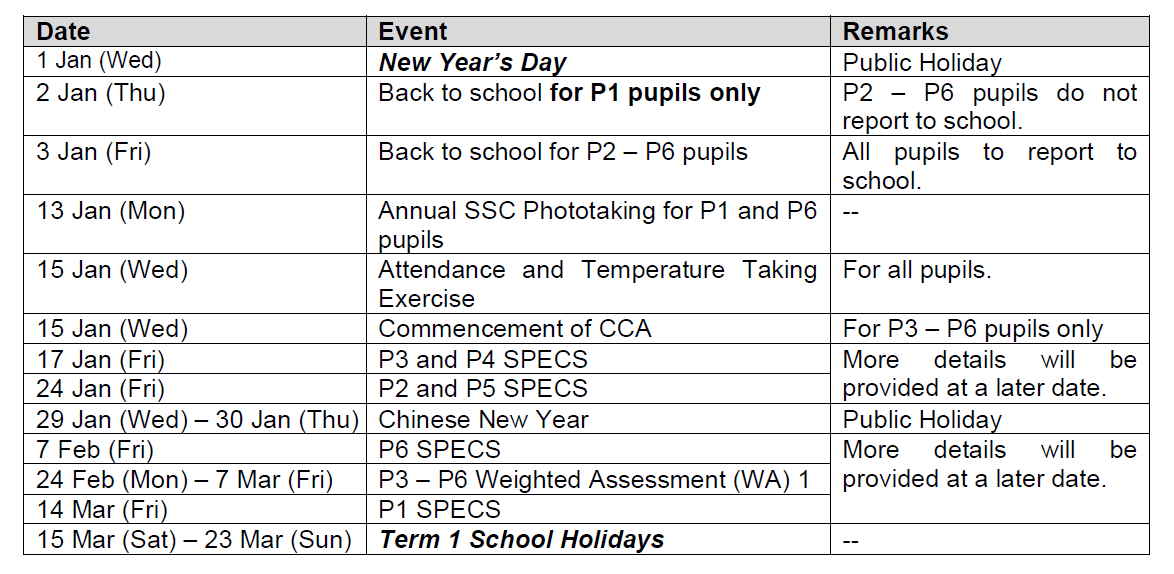 Date Event Remarks
1 Jan (Wed) New Year’s Day Public Holiday
2 Jan (Thu) Back to school for P1 pupils only P2 – P6 pupils do not
report to school.
3 Jan (Fri) Back to school for P2 – P6 pupils All pupils to report to
school.
13 Jan (Mon) Annual SSC Phototaking for P1 and P6 --
pupils
15 Jan (Wed) Attendance and Temperature Taking For all pupils.
Exercise
15 Jan (Wed) Commencement of CCA For P3 – P6 pupils only
17 Jan (Fri) P3 and P4 SPECS More details will be
24 Jan (Fri) P2 and P5 SPECS provided at a later date.
29 Jan (Wed) – 30 Jan (Thu) Chinese New Year Public Holiday
7 Feb (Fri) P6 SPECS More details will be
24 Feb (Mon) – 7 Mar (Fri) P3 – P6 Weighted Assessment (WA) 1 provided at a later date.
14 Mar (Fri) P1 SPECS
15 Mar (Sat) – 23 Mar (Sun) Term 1 School Holidays --